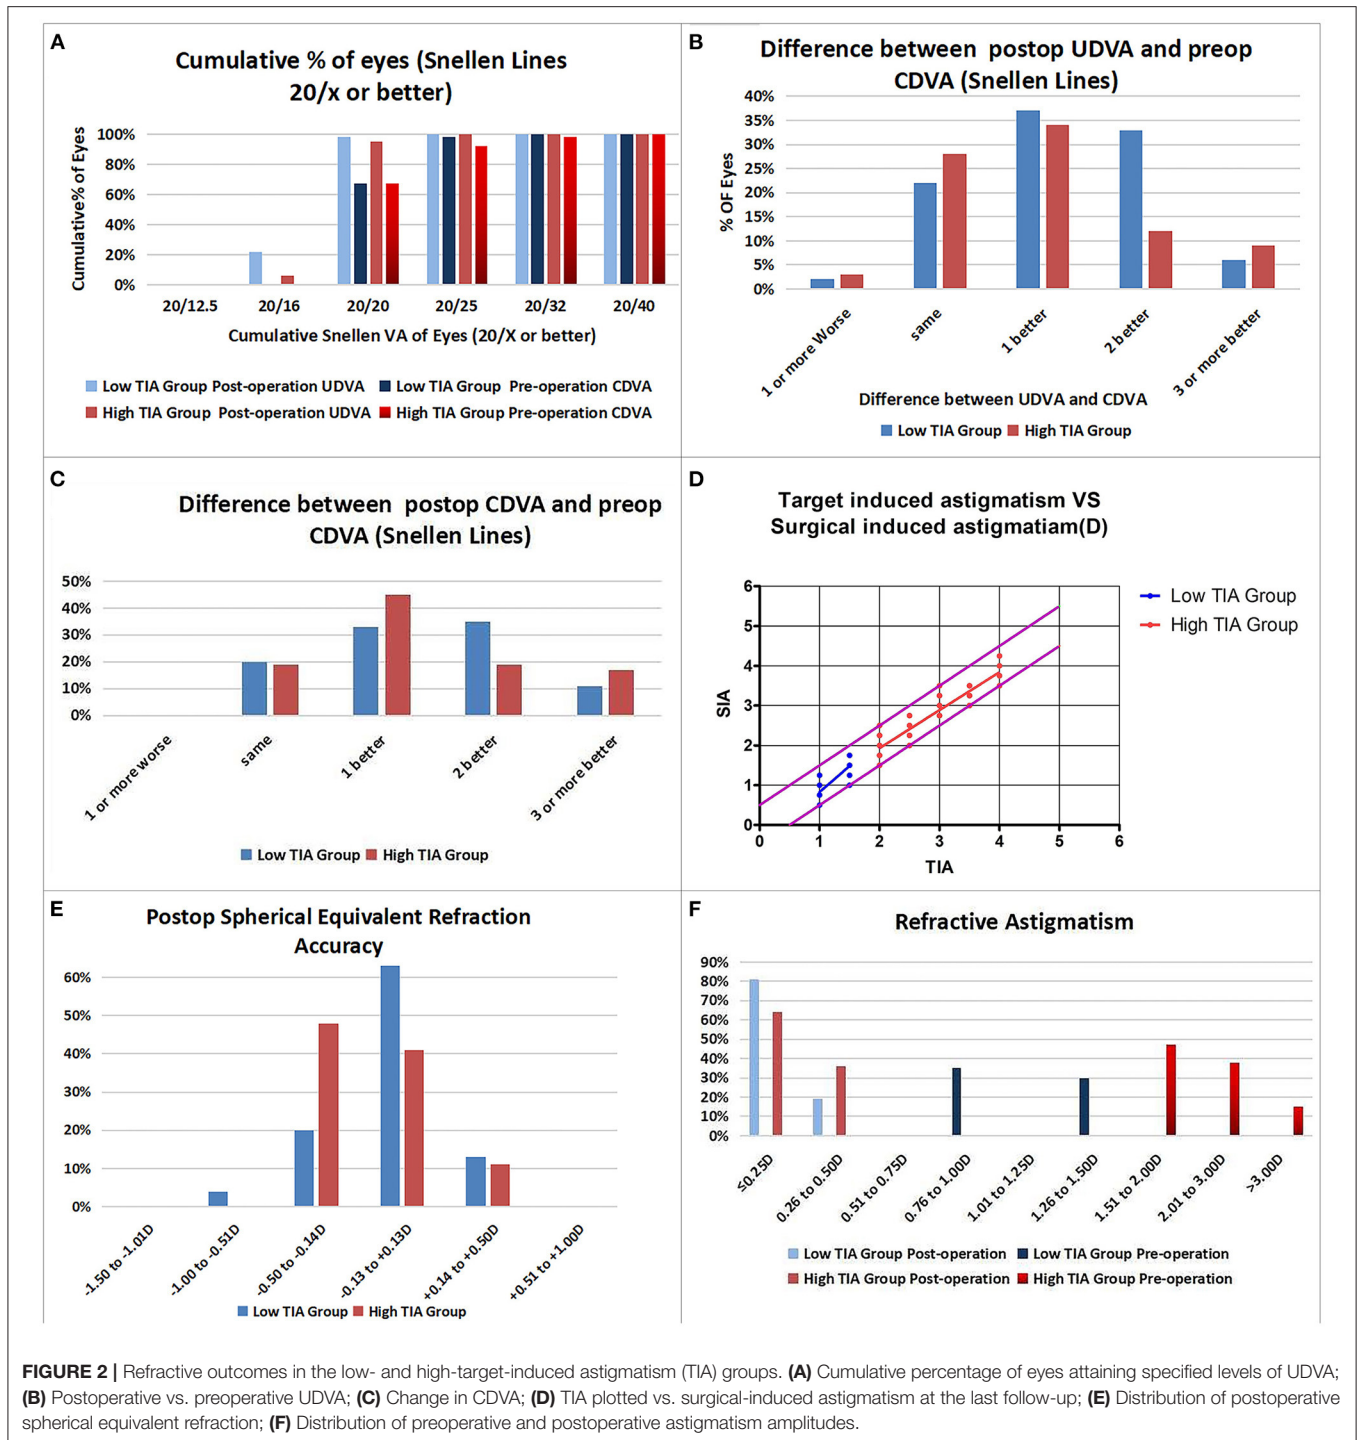 A
Cumulative % of eyes (Snellen Lines
20/x or better)
Cumulative% of Eyes
100%
80%
60%
40%
20%
0%
20/12.5 20/16 20/20 20/25 20/32 20/40
Cumulative Snellen VA of Eyes (20/X or better)
Low TIA Group Post-operation UDVA Low TIA Group Pre-operation CDVA
High TIA Group Post-operation UDVA High TIA Group Pre-operation CDVA
B
Difference between postop UDVA and preop
CDVA (Snellen Lines)
% OF Eyes
40%
35%
30%
25%
20%
15%
10%
5%
0%
1 or more Worse same 1 better 2 better 3 or more better
Difference between UDVA and CDVA
Low TIA Group High TIA Group
C
Difference between postop CDVA and preop
CDVA (Snellen Lines)
50%
40%
30%
20%
10%
0%
1 or more worse same 1 better 2 better 3 or more better
Low TIA Group High TIA Group
D
Target induced astigmatism VS
Surgical induced astigmatiam(D)
SIA
6
5
4
3
2
1
0
0 1 2 3 4 5 6
TIA
Low TIA Group
High TIA Group
E
Postop Spherical Equivalent Refraction
Accuracy
60%
50%
40%
30%
20%
10%
0%
-1.50 to -1.01D -1.00 to -0.51D -0.50 to -0.14D -0.13 to +0.13D +0.14 to +0.50D +0.51 to +1.00D
Low TIA Group High TIA Group
F
Refractive Astigmatism
90%
80%
70%
60%
50%
40%
30%
20%
10%
0%
≤0.25D 0.26 to 0.50D 0.51 to 0.75D 0.76 to 1.00D 1.01 to 1.25D 1.26 to 1.50D 1.51 to 2.00D 2.01 to 3.00D >3.00D
Low TIA Group Post-operation Low TIA Group Pre-operation
High TIA Group Post-operation High TIA Group Pre-operation
FIGURE 2 | Refractive outcomes in the low- and high-target-induced astigmatism (TIA) groups. (A) Cumulative percentage of eyes attaining specified levels of UDVA;
(B) Postoperative vs. preoperative UDVA; (C) Change in CDVA; (D) TIA plotted vs. surgical-induced astigmatism at the last follow-up; (E) Distribution of postoperative
spherical equivalent refraction; (F) Distribution of preoperative and postoperative astigmatism amplitudes.